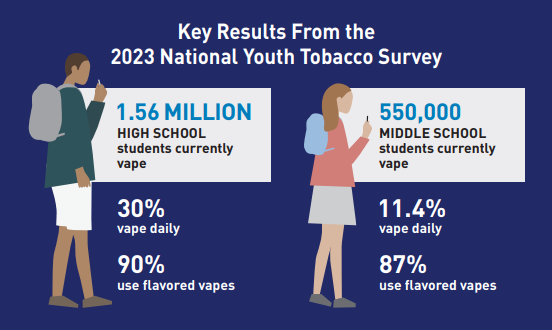 Key Results From the
2023 National Youth Tobacco Survey
1.56 MILLION
HIGH SCHOOL
students currently
vape
30%
vape daily
90%
use flavored vapes
550,000
MIDDLE SCHOOL
students currently
vape
11.4%
vape daily
87%
use flavored vapes